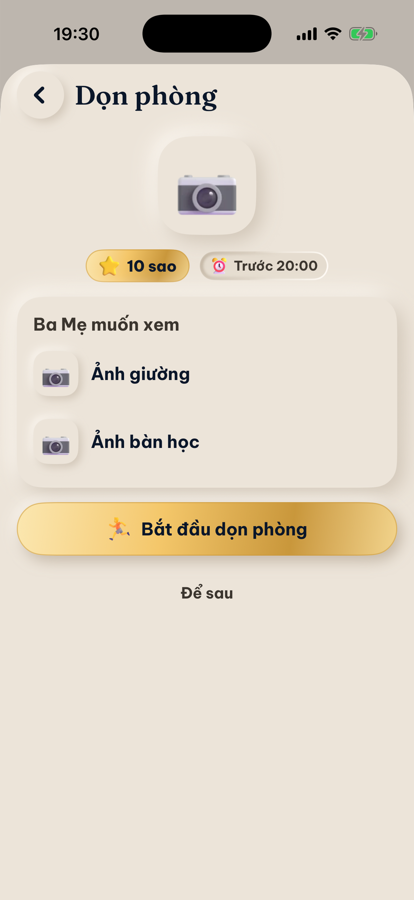 19:30
Dọn phòng
10 sao
Trước 20:00
Ba Mẹ muốn xem
Ảnh giường
Ảnh bàn học
Bắt đầu dọn phòng
Để sau